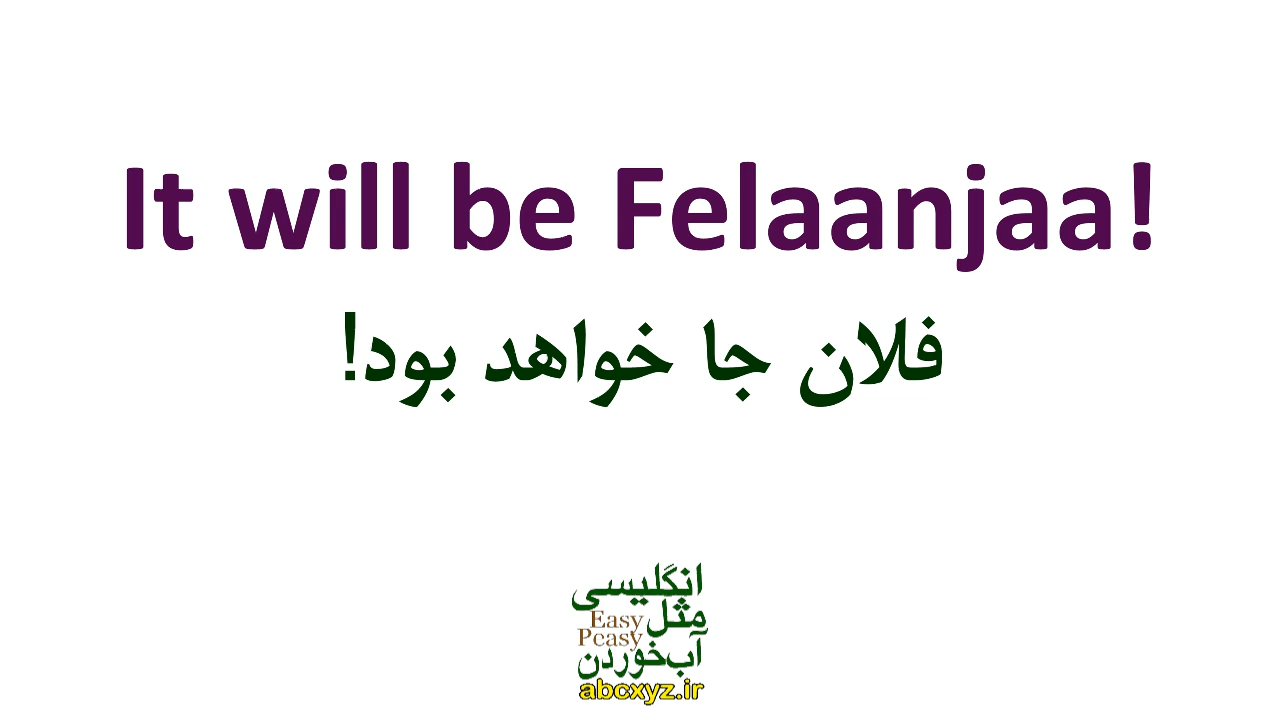 It will be Felaanjaa!
فلان جا خواهد بود!
انگلیسی
مثل
Easy
Peasy
آب‌خوردن
abcxyz.ir